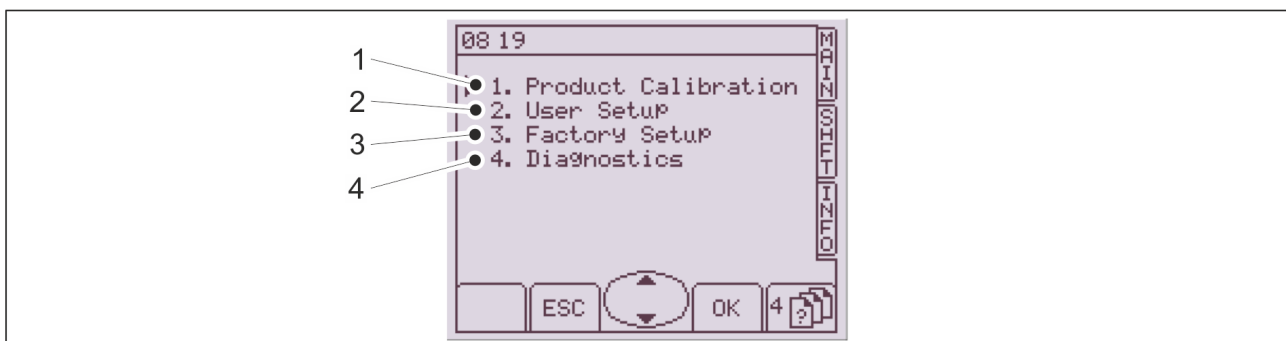 08 19
1
2
3
4
1. Product Calibration
2. User Setup
3. Factory Setup
4. Diagnostics
MAIN
SHFT
INFO
ESC
OK
4
?